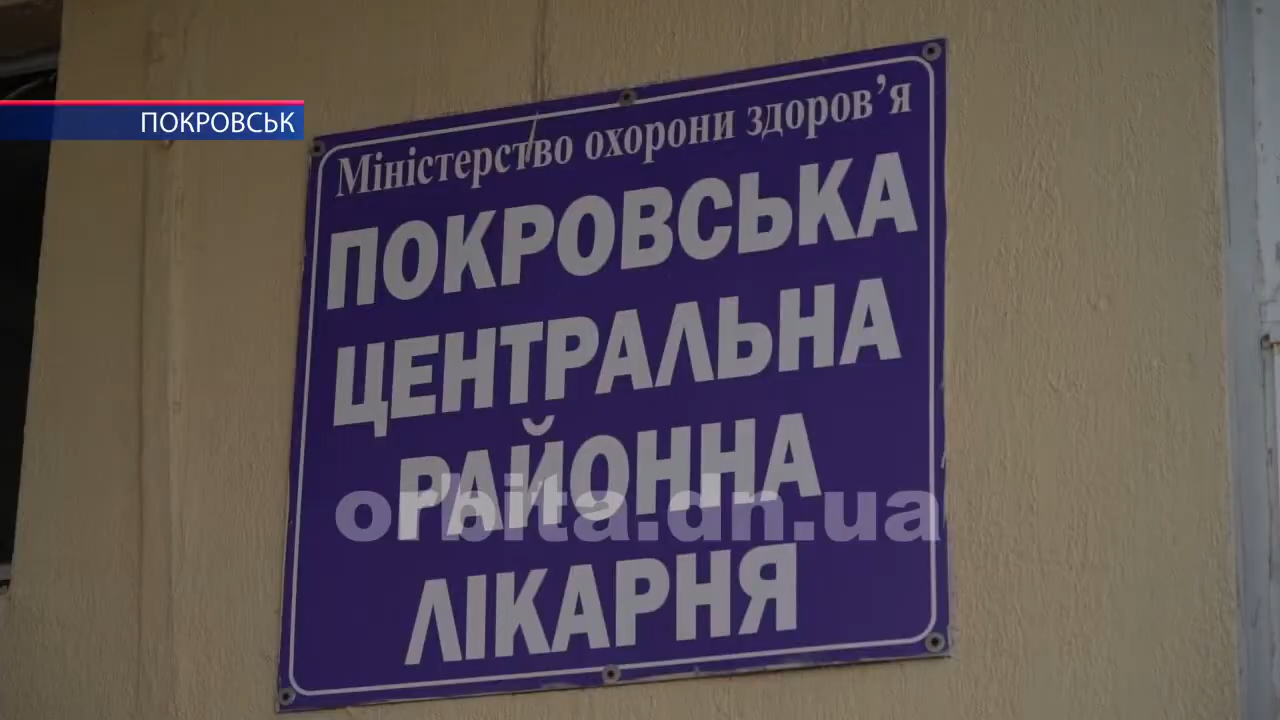 ПОКРОВСЬК
Міністерство охорони здоров’я
ПОКРОВСЬКА
ЦЕНТРАЛЬНА
РАЙОННА
orbita.dn.ua
ЛІКАРНЯ